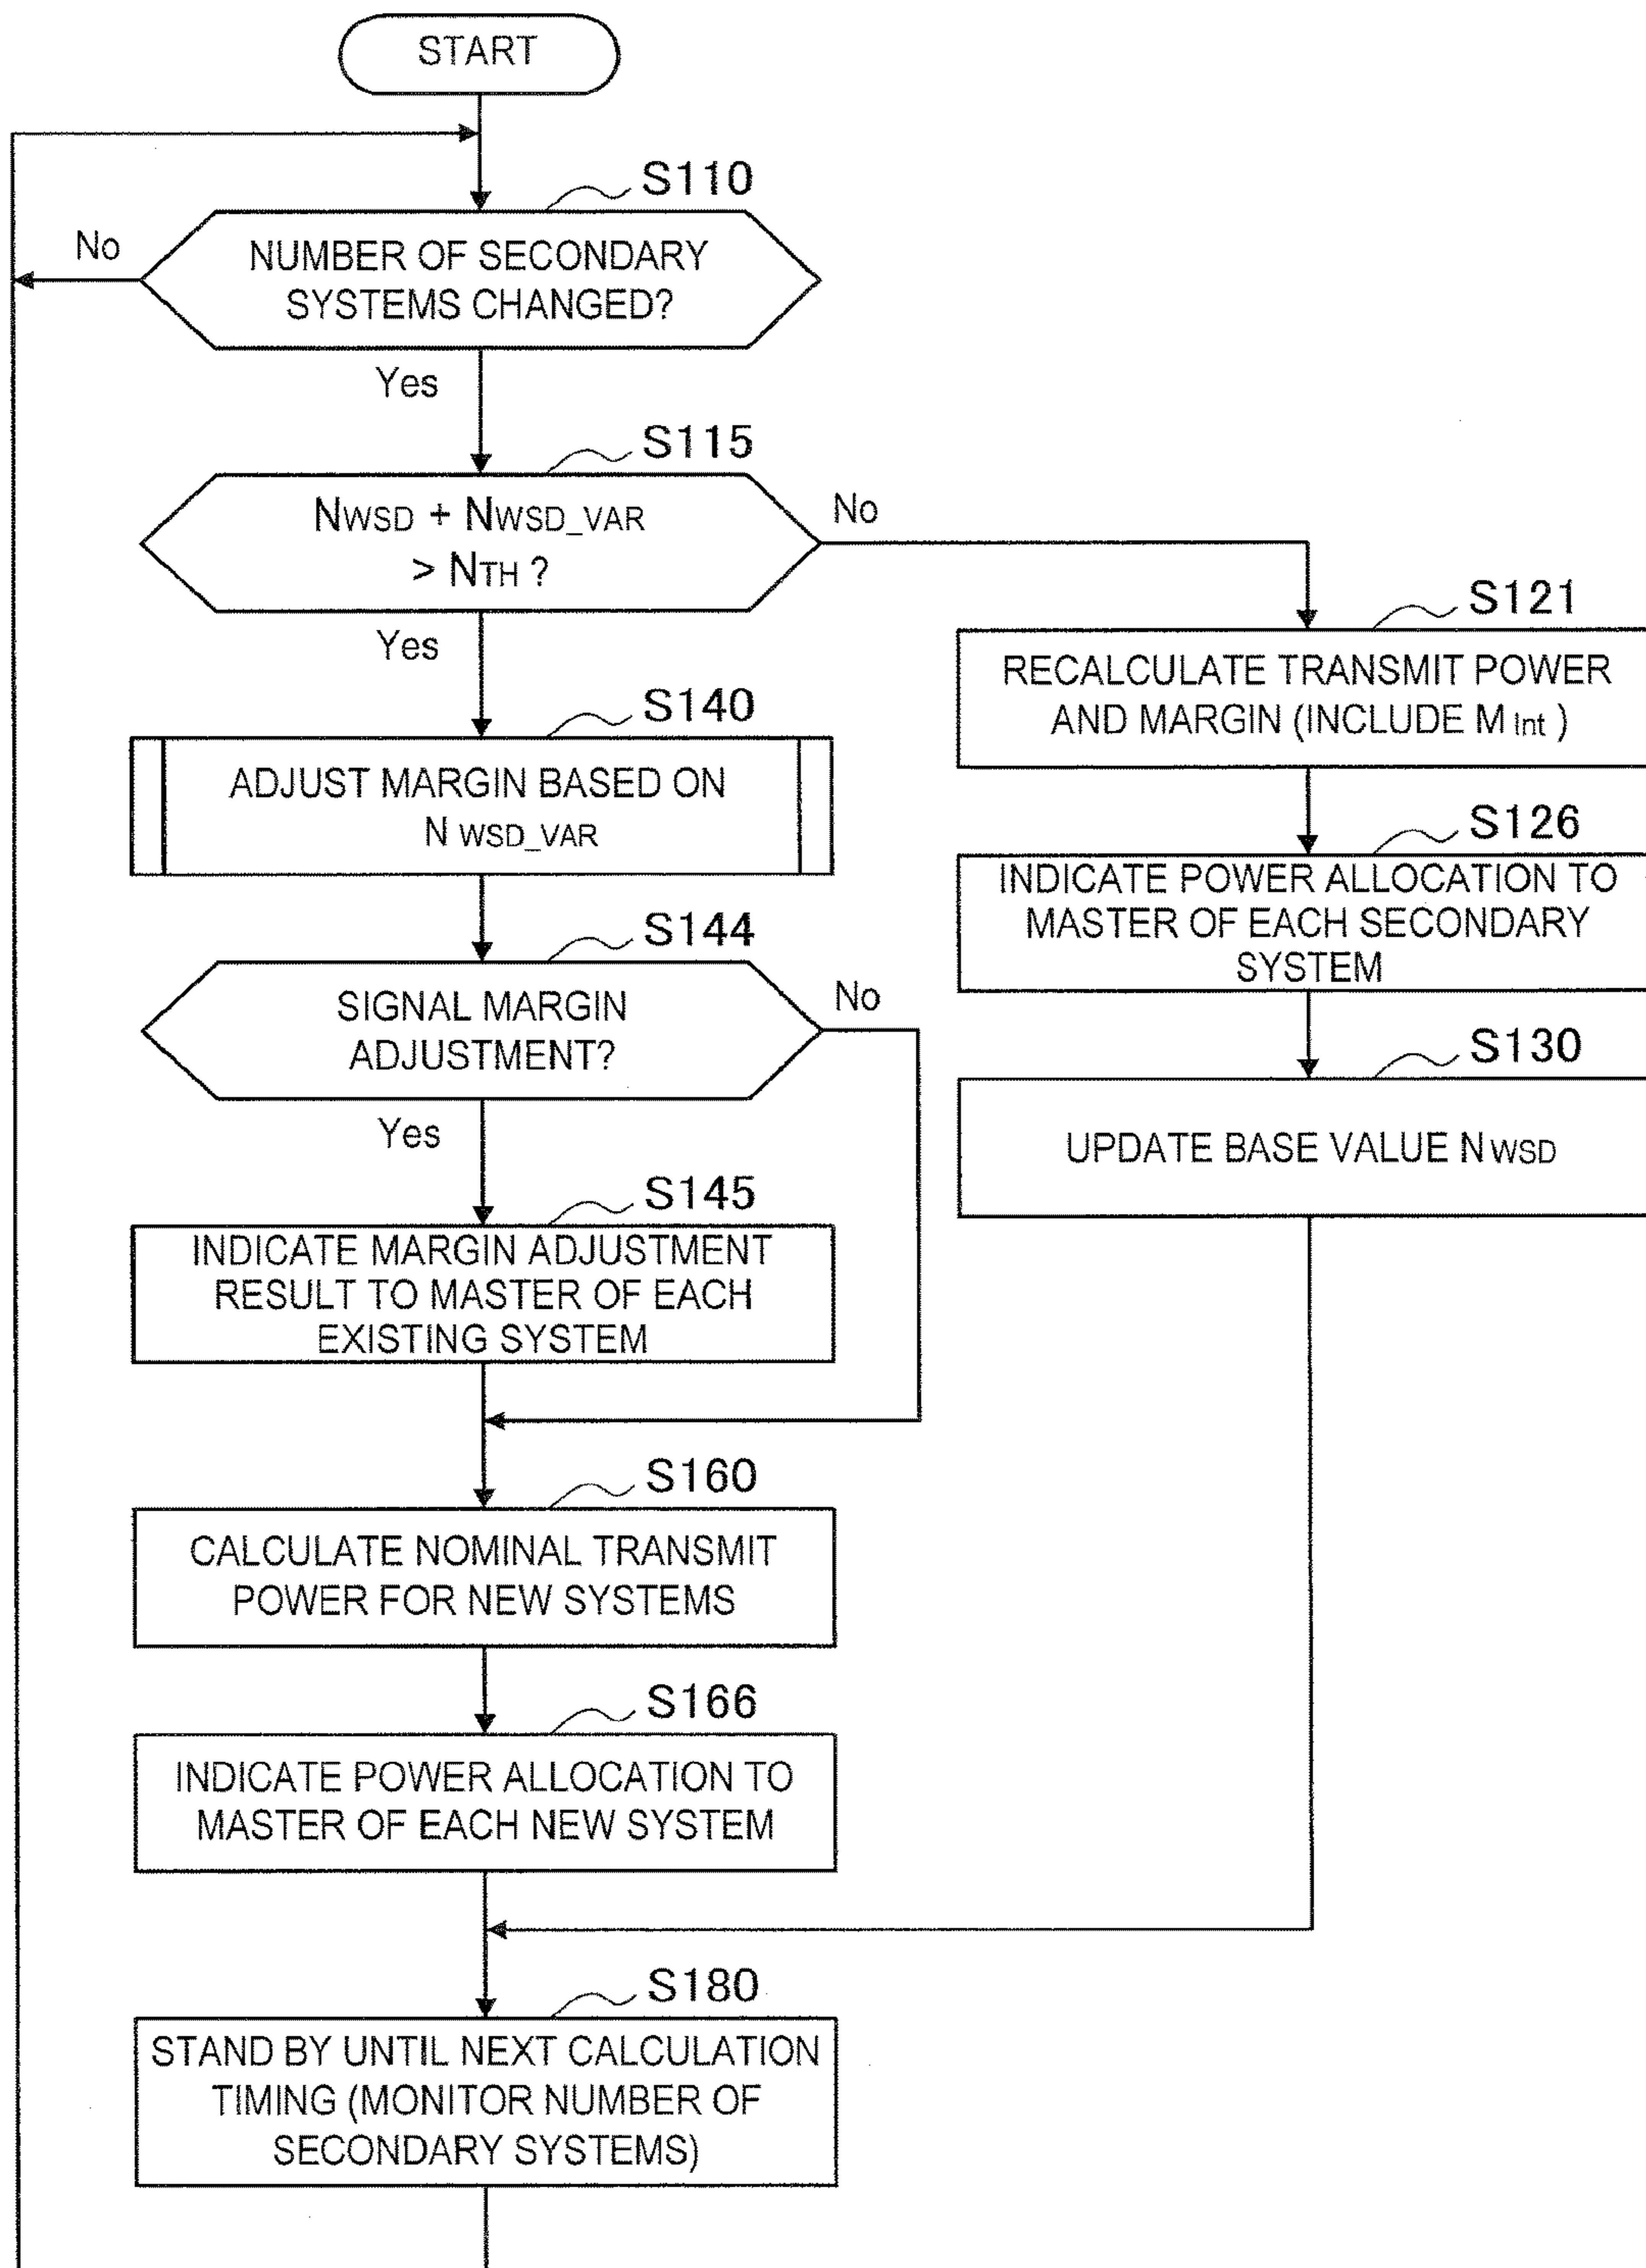 START
S110
No
NUMBER OF SECONDARY
SYSTEMS CHANGED?
Yes
S115
NWSD + NWSD_VAR
> NTH ?
No
Yes
S121
RECALCULATE TRANSMIT POWER
AND MARGIN (INCLUDE M Int )
S140
ADJUST MARGIN BASED ON
N WSD_VAR
S126
INDICATE POWER ALLOCATION TO
MASTER OF EACH SECONDARY
SYSTEM
S144
SIGNAL MARGIN
ADJUSTMENT?
No
Yes
S130
UPDATE BASE VALUE N WSD
S145
INDICATE MARGIN ADJUSTMENT
RESULT TO MASTER OF EACH
EXISTING SYSTEM
S160
CALCULATE NOMINAL TRANSMIT
POWER FOR NEW SYSTEMS
S166
INDICATE POWER ALLOCATION TO
MASTER OF EACH NEW SYSTEM
S180
STAND BY UNTIL NEXT CALCULATION
TIMING (MONITOR NUMBER OF
SECONDARY SYSTEMS)